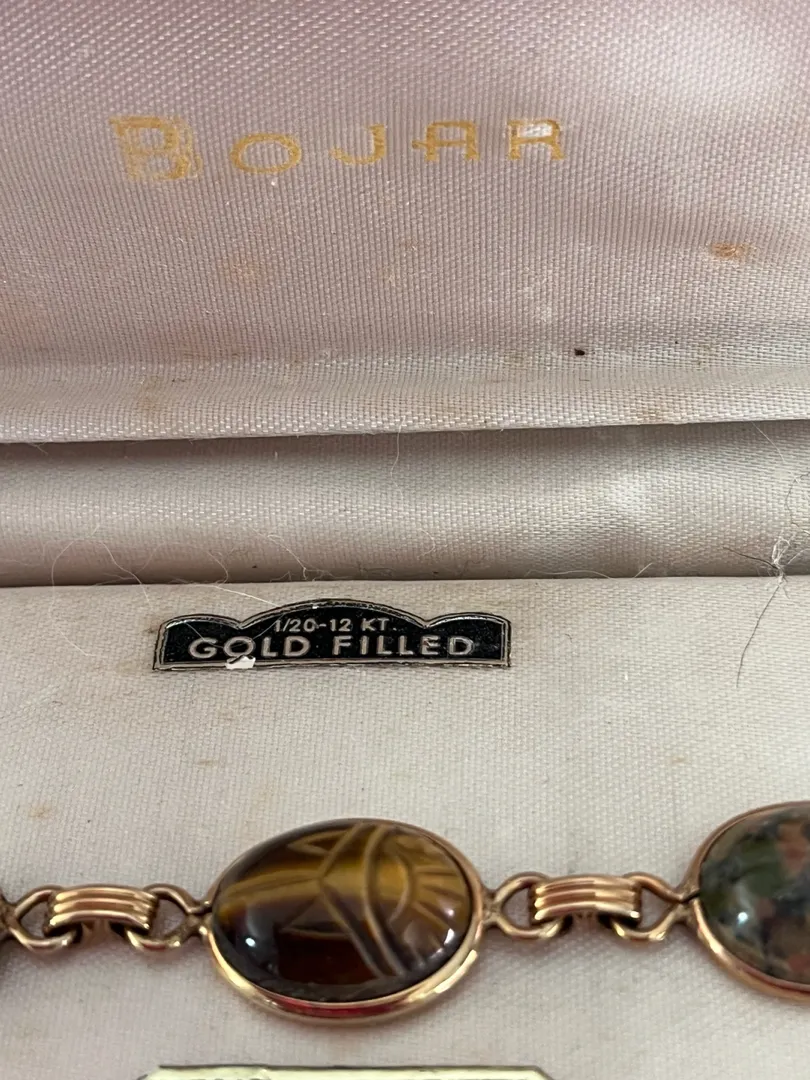 BOJAR
1/20-12 KT.
GOLD FILLED